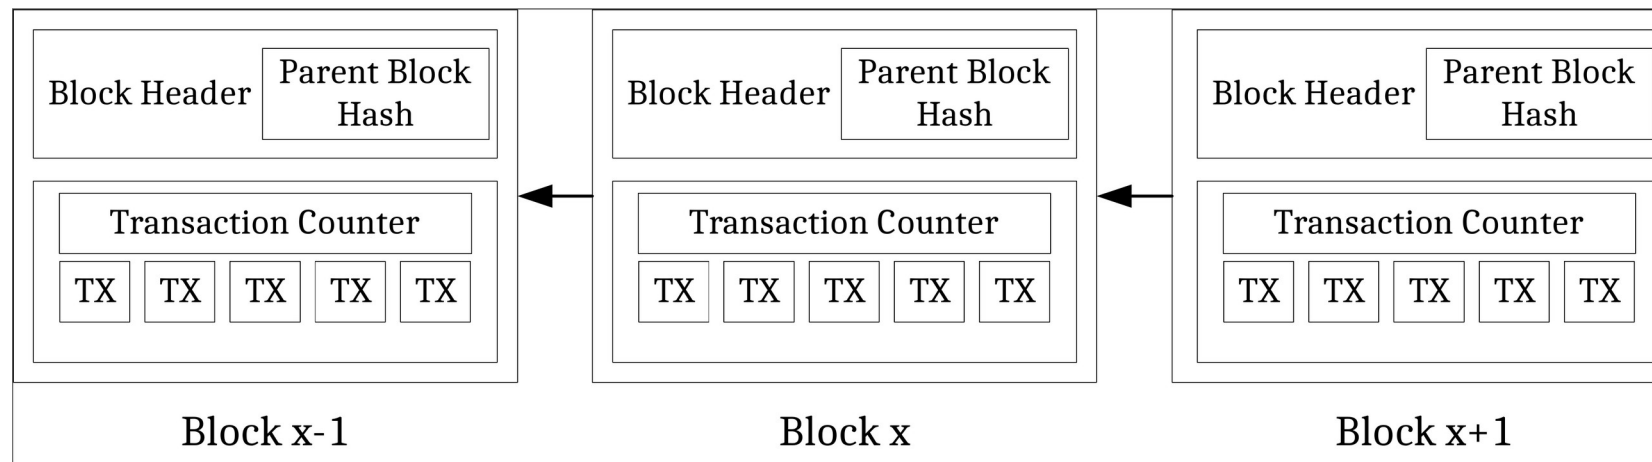 Block Header
Parent Block
Hash
Transaction Counter
TX TX TX TX TX
Block x-1
Block Header
Parent Block
Hash
Transaction Counter
TX TX TX TX TX
Block x
Block Header
Parent Block
Hash
Transaction Counter
TX TX TX TX TX
Block x+1